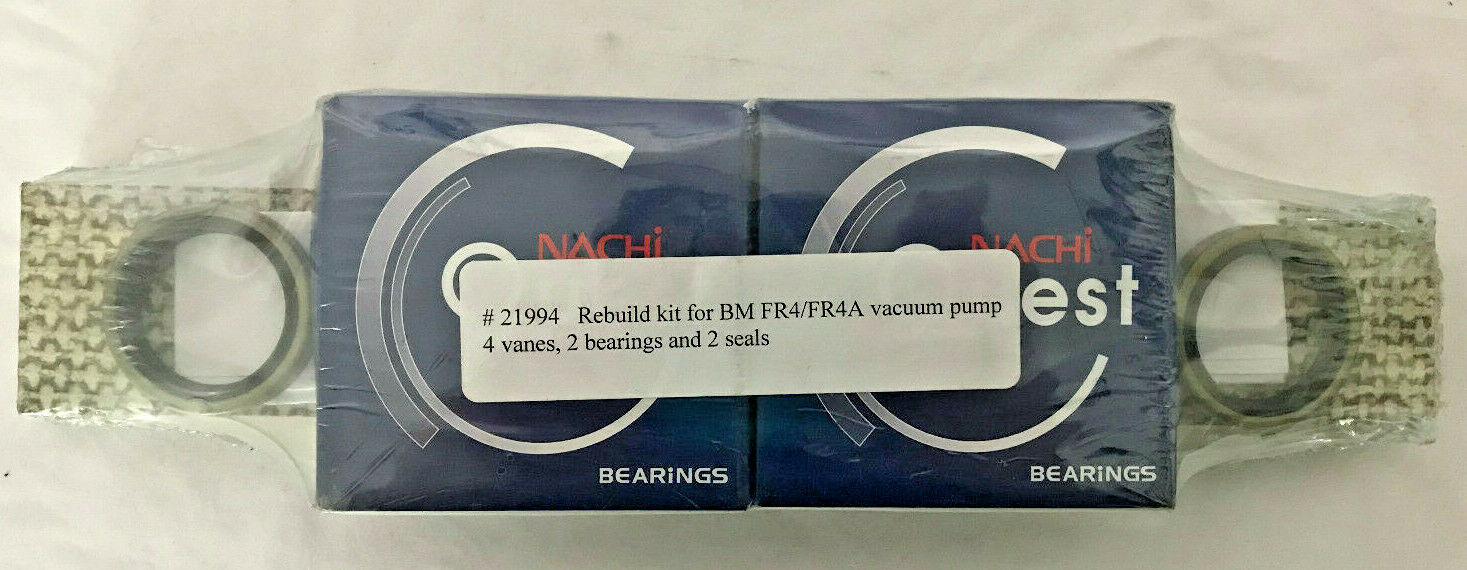 NACHi
NACHi
est
# 21994 Rebuild kit for BM FR4/FR4A vacuum pump
4 vanes, 2 bearings and 2 seals
BEARiNGS
BEARiNGS